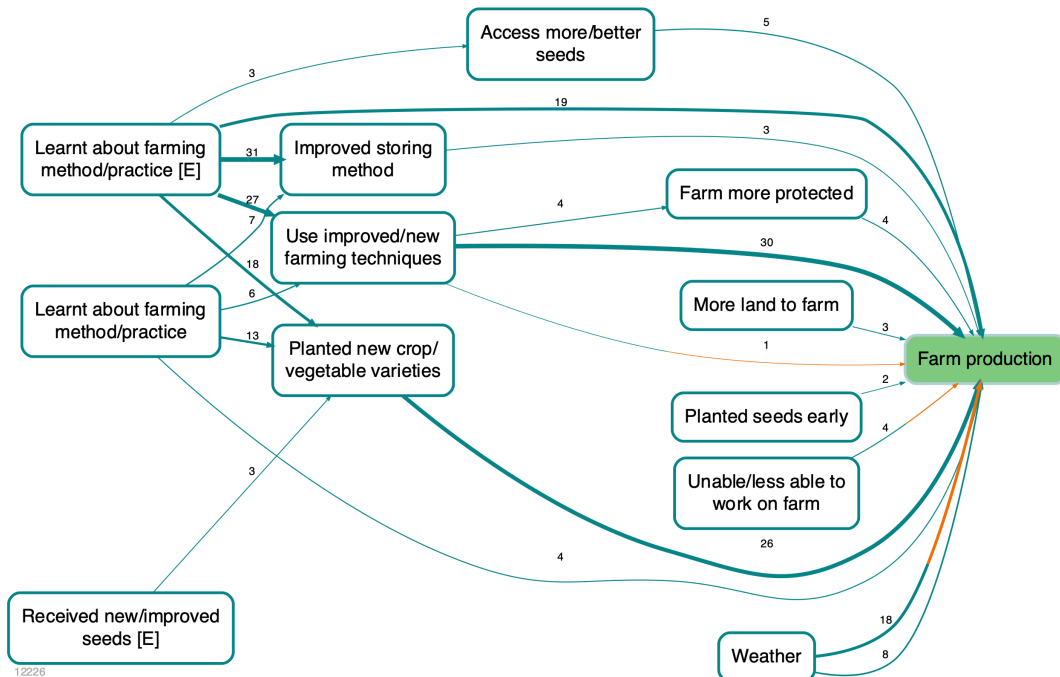 Access more/better
seeds
5
3
19
Learnt about farming
method/practice [E]
31
Improved storing
method
3
27
7
Use improved/new
farming techniques
4
Farm more protected
4
30
18
Learnt about farming
method/practice
6
13
Planted new crop/
vegetable varieties
More land to farm
3
1
Farm production
2
Planted seeds early
4
Unable/less able to
work on farm
3
26
4
Received new/improved
seeds [E]
18
Weather
8
12226